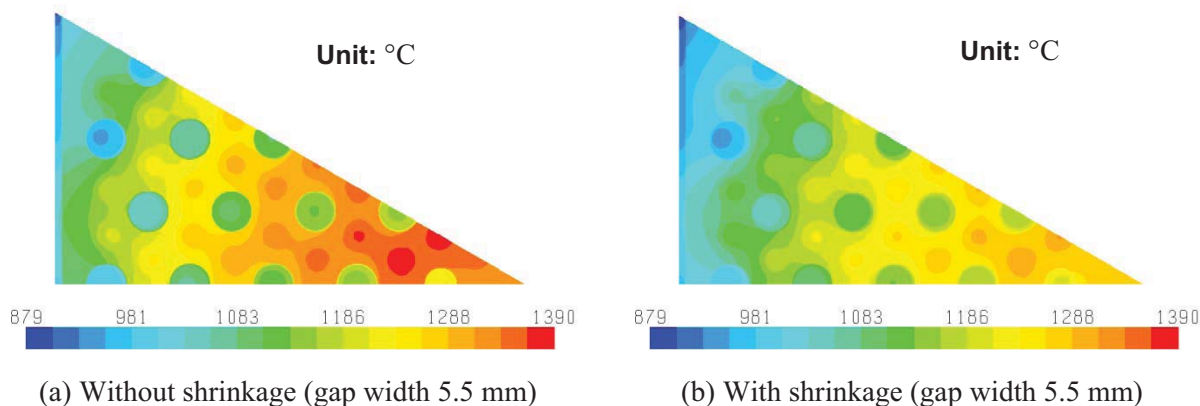 Unit: °C
Unit: °C
879 981 1083 1186 1288 1390
879 981 1083 1186 1288 1390
(a) Without shrinkage (gap width 5.5 mm)
(b) With shrinkage (gap width 5.5 mm)